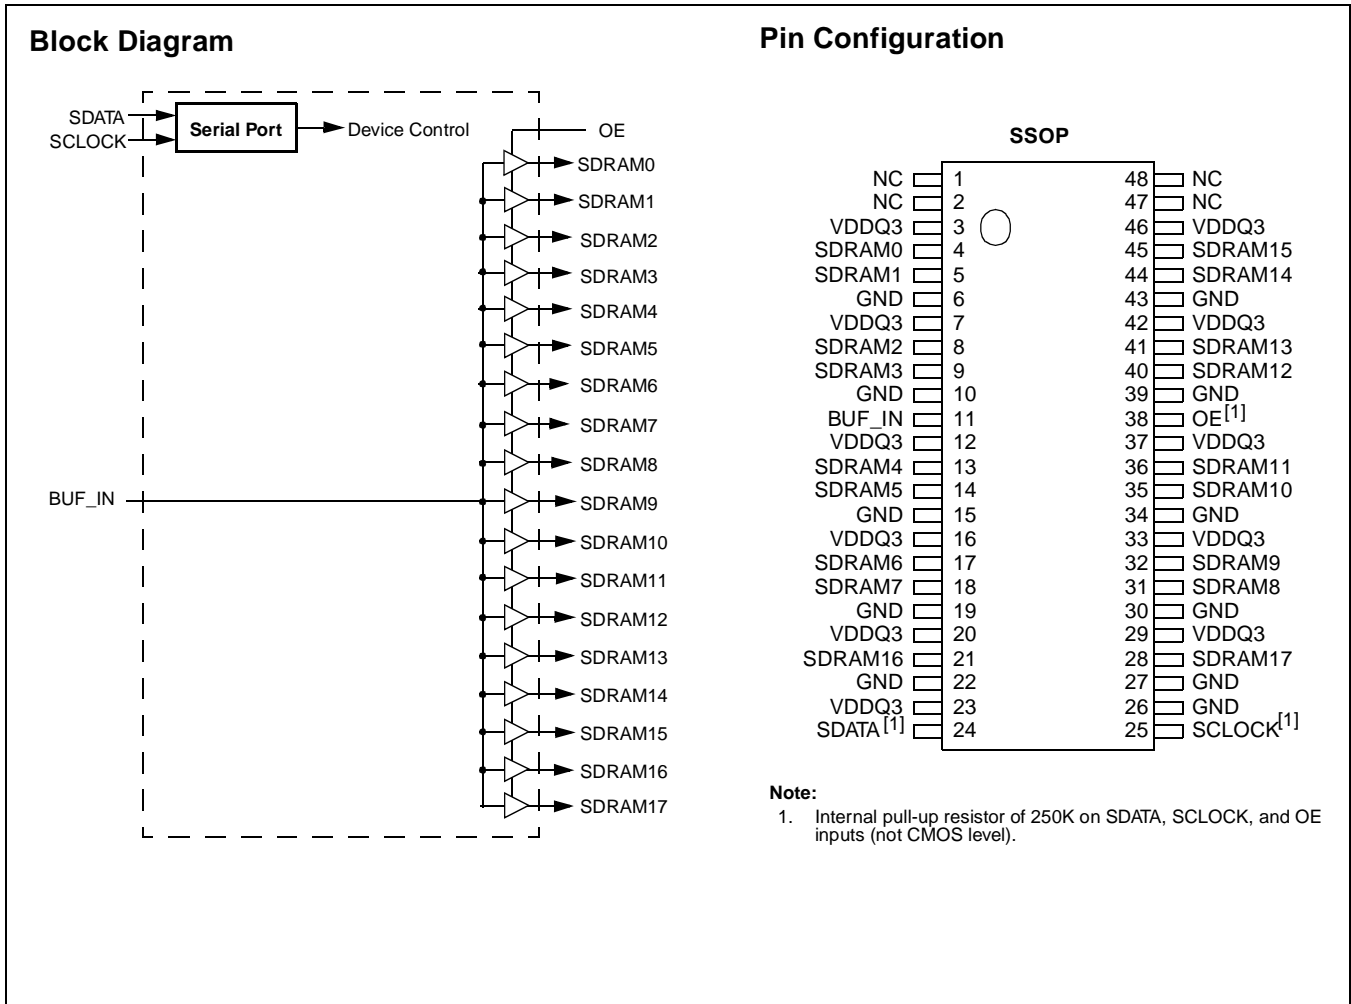 Block Diagram
SDATA
SCLOCK
Serial Port
Device Control
OE
SDRAM0
SDRAM1
SDRAM2
SDRAM3
SDRAM4
SDRAM5
SDRAM6
SDRAM7
SDRAM8
BUF_IN
SDRAM9
SDRAM10
SDRAM11
SDRAM12
SDRAM13
SDRAM14
SDRAM15
SDRAM16
SDRAM17
Pin Configuration
SSOP
NC 1 48 NC
NC 2 47 NC
VDDQ3 3 46 VDDQ3
SDRAM0 4 45 SDRAM15
SDRAM1 5 44 SDRAM14
GND 6 43 GND
VDDQ3 7 42 VDDQ3
SDRAM2 8 41 SDRAM13
SDRAM3 9 40 SDRAM12
GND 10 39 GND
BUF_IN 11 38 OE[1]
VDDQ3 12 37 VDDQ3
SDRAM4 13 36 SDRAM11
SDRAM5 14 35 SDRAM10
GND 15 34 GND
VDDQ3 16 33 VDDQ3
SDRAM6 17 32 SDRAM9
SDRAM7 18 31 SDRAM8
GND 19 30 GND
VDDQ3 20 29 VDDQ3
SDRAM16 21 28 SDRAM17
GND 22 27 GND
VDDQ3 23 26 GND
SDATA[1] 24 25 SCLOCK[1]
Note:
1. Internal pull-up resistor of 250K on SDATA, SCLOCK, and OE
inputs (not CMOS level).